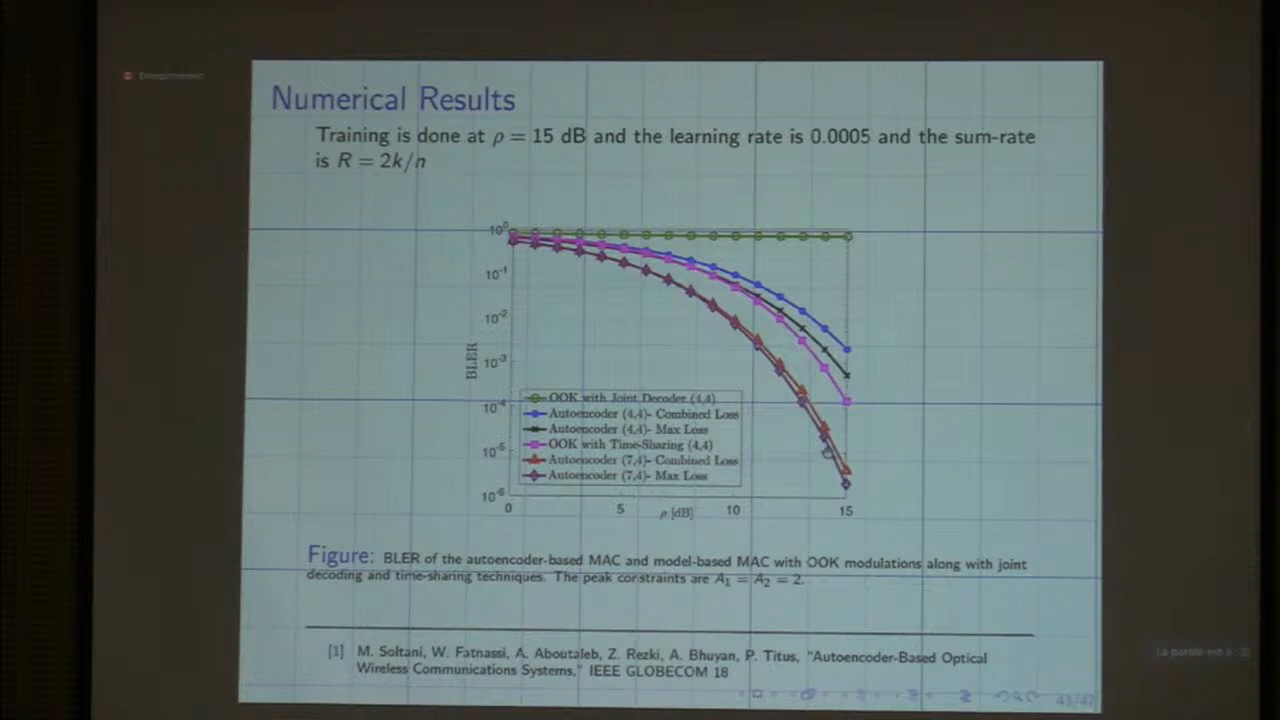 Numerical Results
Training is done at ρ = 15 dB and the learning rate is 0.0005 and the sum-rate
is R = 2k/n
10^0
10^-1
10^-2
10^-3
10^-4
10^-5
10^-6
BLER
OOK with Joint Decoder (4,4)
Autoencoder (4,4)- Combined Loss
Autoencoder (4,4)- Max Loss
OOK with Time-Sharing (4,4)
Autoencoder (7,4)- Combined Loss
Autoencoder (7,4)- Max Loss
0 5 10 15
ρ [dB]
Figure: BLER of the autoencoder-based MAC and model-based MAC with OOK modulations along with joint
decoding and time-sharing techniques. The peak constraints are A₁ = A₂ = 2.
[1] M. Soltani, W. Fatnassi, A. Aboutaleb, Z. Rezki, A. Bhuyan, P. Titus, "Autoencoder-Based Optical
Wireless Communications Systems," IEEE GLOBECOM 18